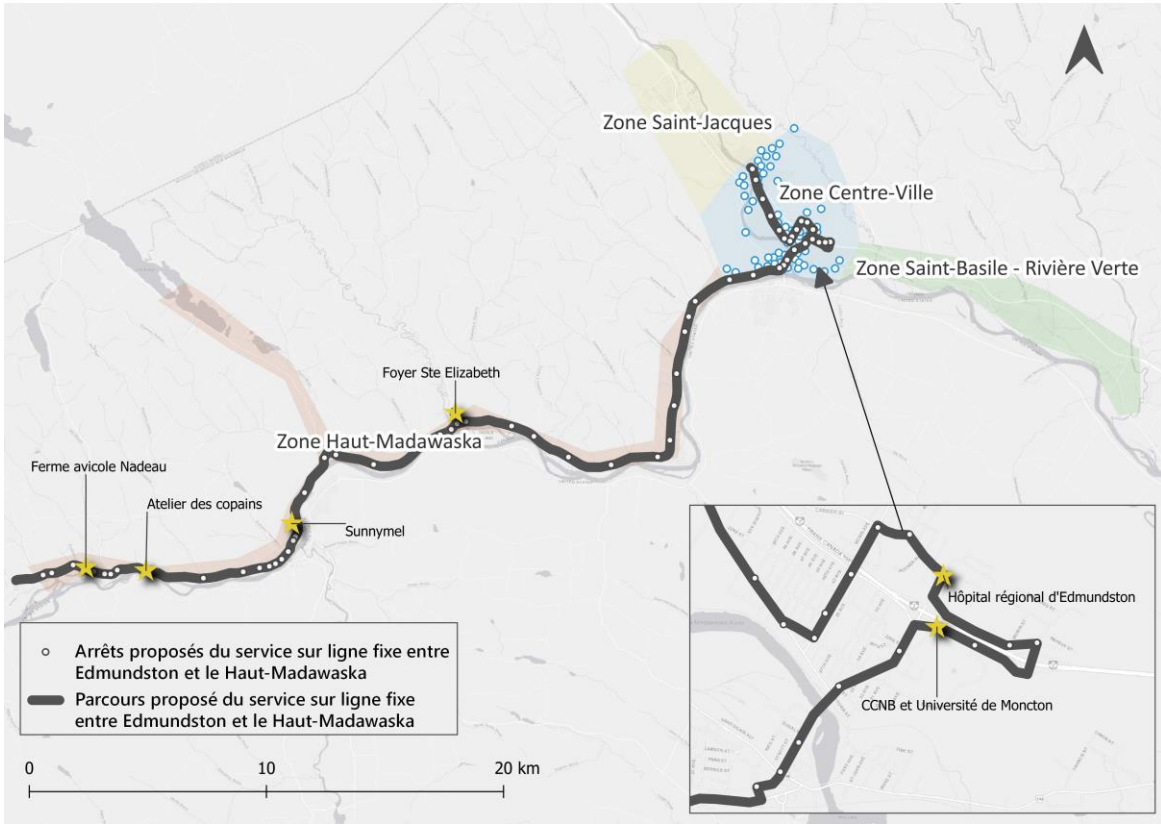 Zone Saint-Jacques
Zone Centre-Ville
Zone Saint-Basile - Rivière Verte
Foyer Ste Elizabeth
Zone Haut-Madawaska
Ferme avicole Nadeau
Atelier des copains
Sunnymel
Hôpital régional d'Edmundston
CCNB et Université de Moncton
Arrêts proposés du service sur ligne fixe entre
Edmundston et le Haut-Madawaska
Parcours proposé du service sur ligne fixe
entre Edmundston et le Haut-Madawaska
0 10 20 km